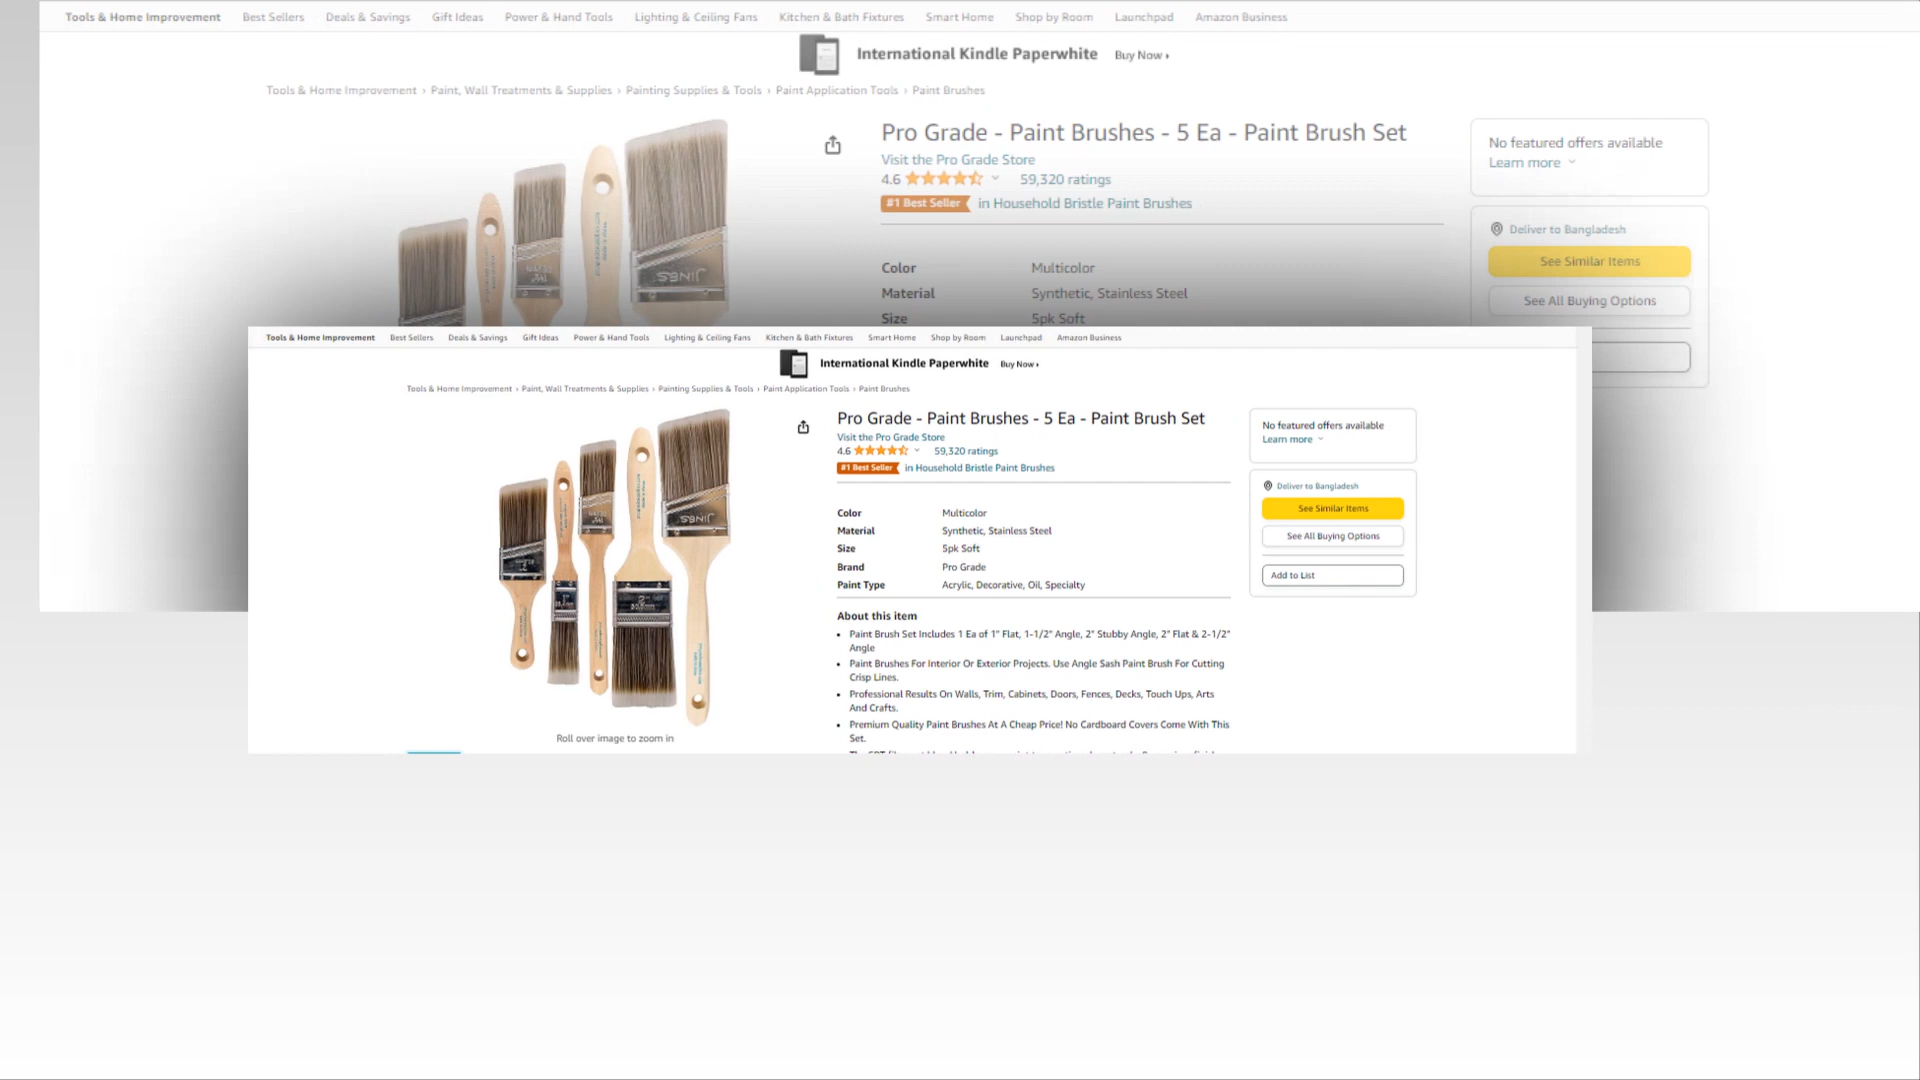 Tools & Home Improvement Best Sellers Deals & Savings Gift Ideas Power & Hand Tools Lighting & Ceiling Fans Kitchen & Bath Fixtures Smart Home Shop by Room Launchpad Amazon Business
International Kindle Paperwhite Buy Now
Tools & Home Improvement › Paint, Wall Treatments & Supplies › Painting Supplies & Tools › Paint Application Tools › Paint Brushes
Pro Grade - Paint Brushes - 5 Ea - Paint Brush Set
Visit the Pro Grade Store
4.6 59,320 ratings
#1 Best Seller in Household Bristle Paint Brushes
Color Multicolor
Material Synthetic, Stainless Steel
Size 5pk Soft
No featured offers available
Learn more
Deliver to Bangladesh
See Similar Items
See All Buying Options
Tools & Home Improvement Best Sellers Deals & Savings Gift Ideas Power & Hand Tools Lighting & Ceiling Fans Kitchen & Bath Fixtures Smart Home Shop by Room Launchpad Amazon Business
International Kindle Paperwhite Buy Now
Tools & Home Improvement › Paint, Wall Treatments & Supplies › Painting Supplies & Tools › Paint Application Tools › Paint Brushes
Pro Grade - Paint Brushes - 5 Ea - Paint Brush Set
Visit the Pro Grade Store
4.6 59,320 ratings
#1 Best Seller in Household Bristle Paint Brushes
Color Multicolor
Material Synthetic, Stainless Steel
Size 5pk Soft
Brand Pro Grade
Paint Type Acrylic, Decorative, Oil, Specialty
About this item
• Paint Brush Set Includes 1 Ea of 1" Flat, 1-1/2" Angle, 2" Stubby Angle, 2" Flat & 2-1/2"
Angle
• Paint Brushes For Interior Or Exterior Projects. Use Angle Sash Paint Brush For Cutting
Crisp Lines.
• Professional Results On Walls, Trim, Cabinets, Doors, Fences, Decks, Touch Ups, Arts
And Crafts.
• Premium Quality Paint Brushes At A Cheap Price! No Cardboard Covers Come With This
Set.
Roll over image to zoom in
No featured offers available
Learn more
Deliver to Bangladesh
See Similar Items
See All Buying Options
Add to List